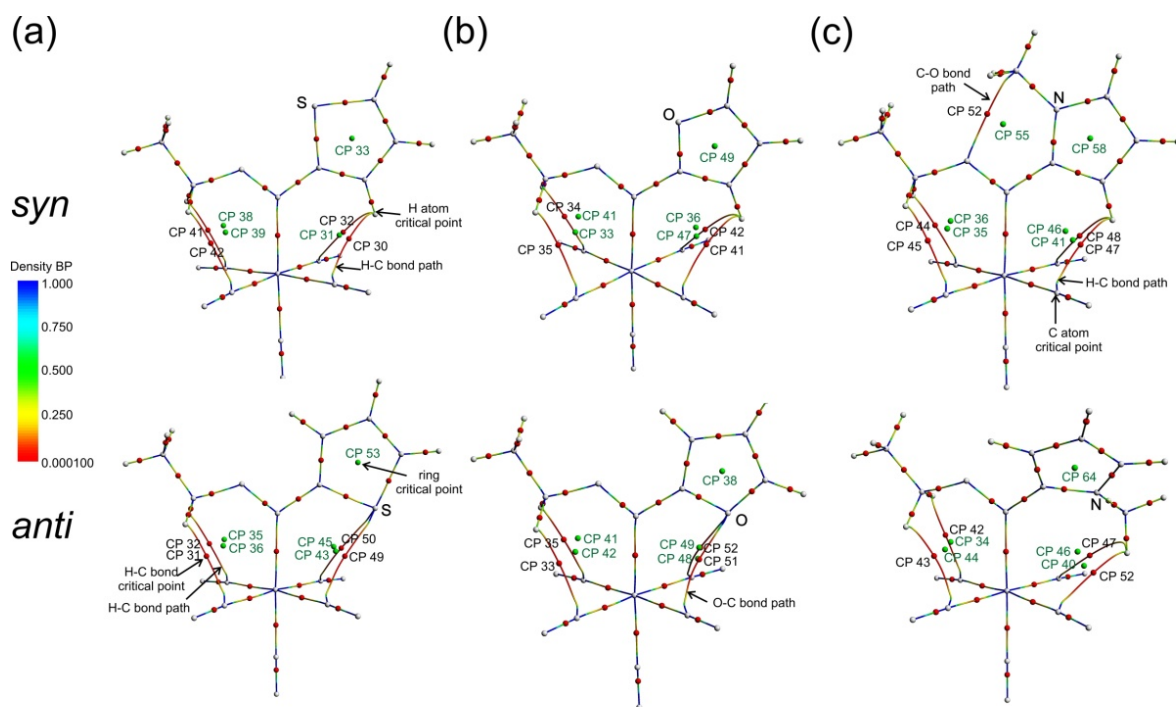 (a)
(b)
(c)
syn
S
CP 33
CP 38
CP 39
CP 41
CP 42
CP 32
CP 31
CP 30
H atom
critical point
H-C bond path
O
CP 49
CP 34
CP 41
CP 33
CP 35
CP 36
CP 42
CP 47
CP 41
C-O bond
path
CP 52
N
CP 55
CP 58
CP 44
CP 36
CP 35
CP 45
CP 46
CP 48
CP 41
CP 47
H-C bond path
C atom
critical point
Density BP
1.000
0.750
0.500
0.250
0.000100
anti
CP 53
ring
critical point
S
CP 35
CP 32
CP 36
CP 31
CP 45
CP 50
CP 43
CP 49
H-C bond
critical point
H-C bond path
CP 38
O
CP 35
CP 41
CP 42
CP 33
CP 49
CP 52
CP 48
CP 51
O-C bond path
CP 64
N
CP 42
CP 34
CP 43
CP 44
CP 46
CP 47
CP 40
CP 52